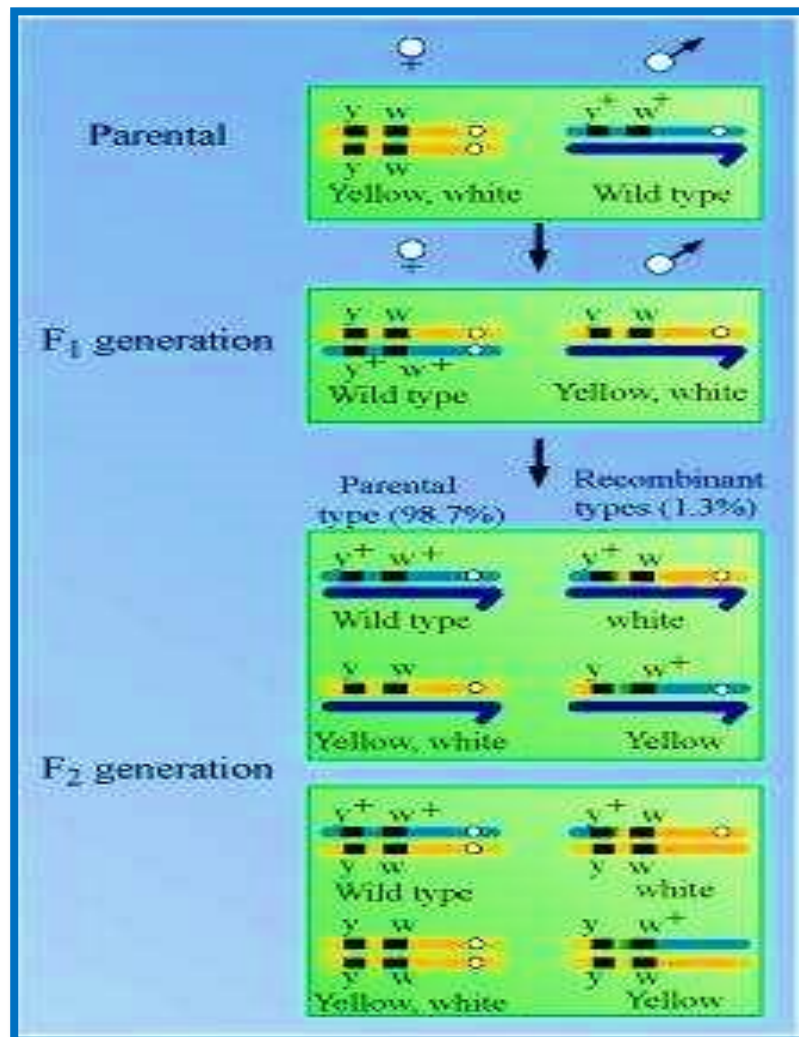 ♀ ♂
Parental
y w y+ w+
y w
Yellow, white Wild type
♀ ♂
F1 generation
y w y w
y+ w+
Wild type Yellow, white
Parental type (98.7%)
Recombinant types (1.3%)
y+ w+ y+ w
Wild type white
y w y w+
Yellow, white Yellow
F2 generation
y+ w+ y+ w
y w y w
Wild type white
y w y w+
y w y w
Yellow, white Yellow